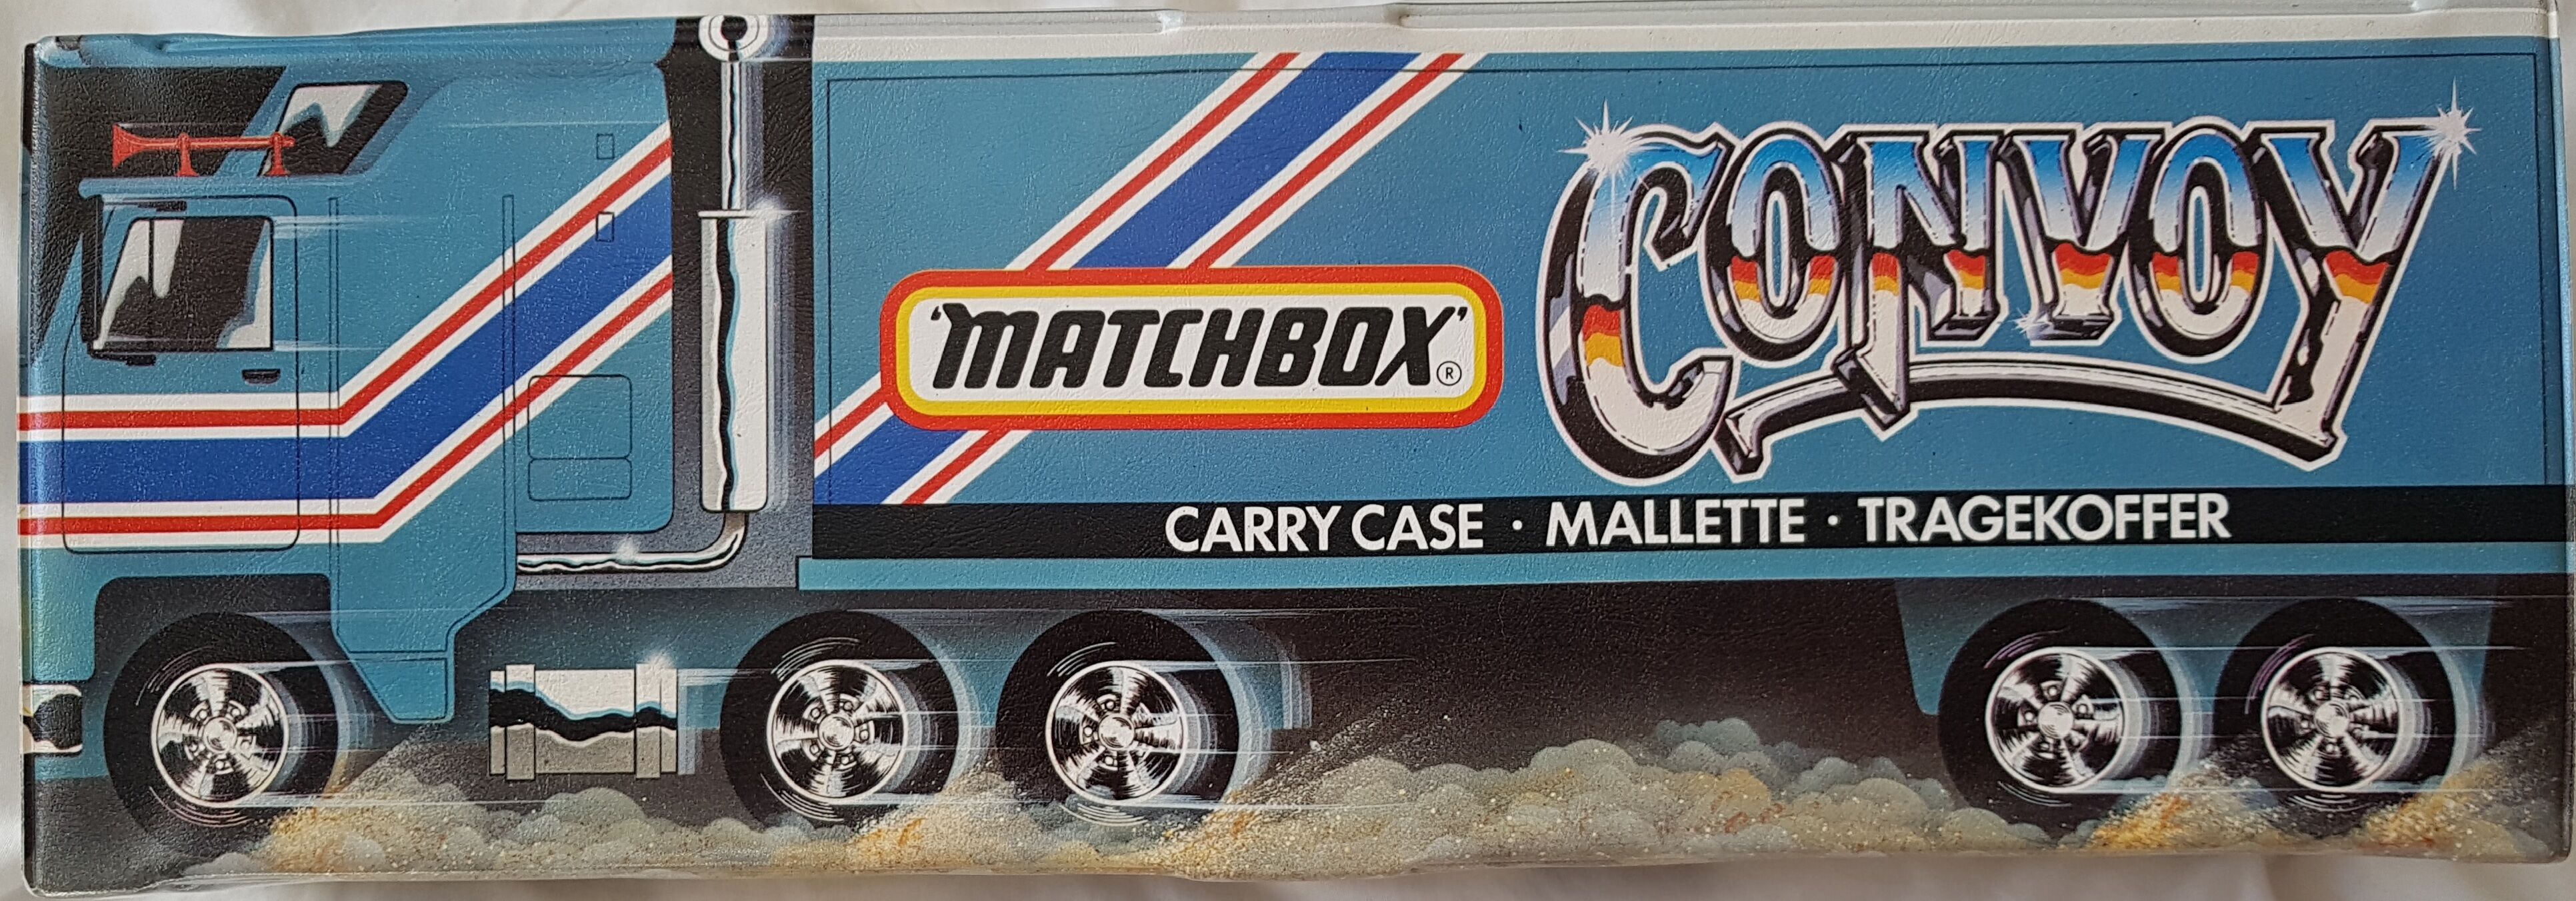 CONVOY
'MATCHBOX'®
CARRY CASE · MALLETTE · TRAGEKOFFER